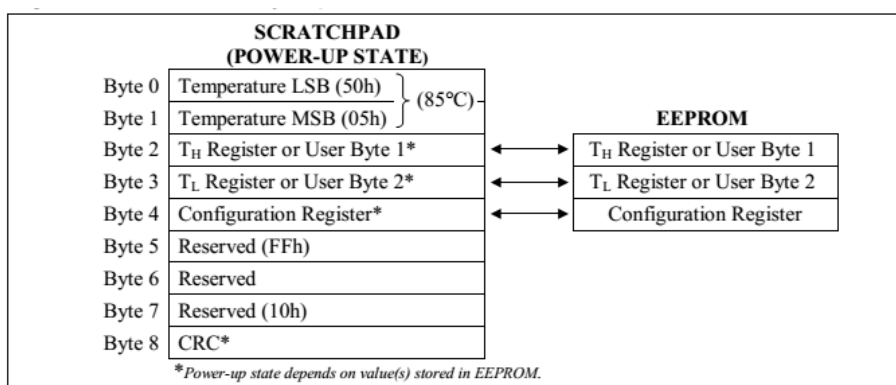 SCRATCHPAD
(POWER-UP STATE)
Byte 0 Temperature LSB (50h)
(85°C)
Byte 1 Temperature MSB (05h)
EEPROM
Byte 2 TH Register or User Byte 1* TH Register or User Byte 1
Byte 3 TL Register or User Byte 2* TL Register or User Byte 2
Byte 4 Configuration Register* Configuration Register
Byte 5 Reserved (FFh)
Byte 6 Reserved
Byte 7 Reserved (10h)
Byte 8 CRC*
*Power-up state depends on value(s) stored in EEPROM.